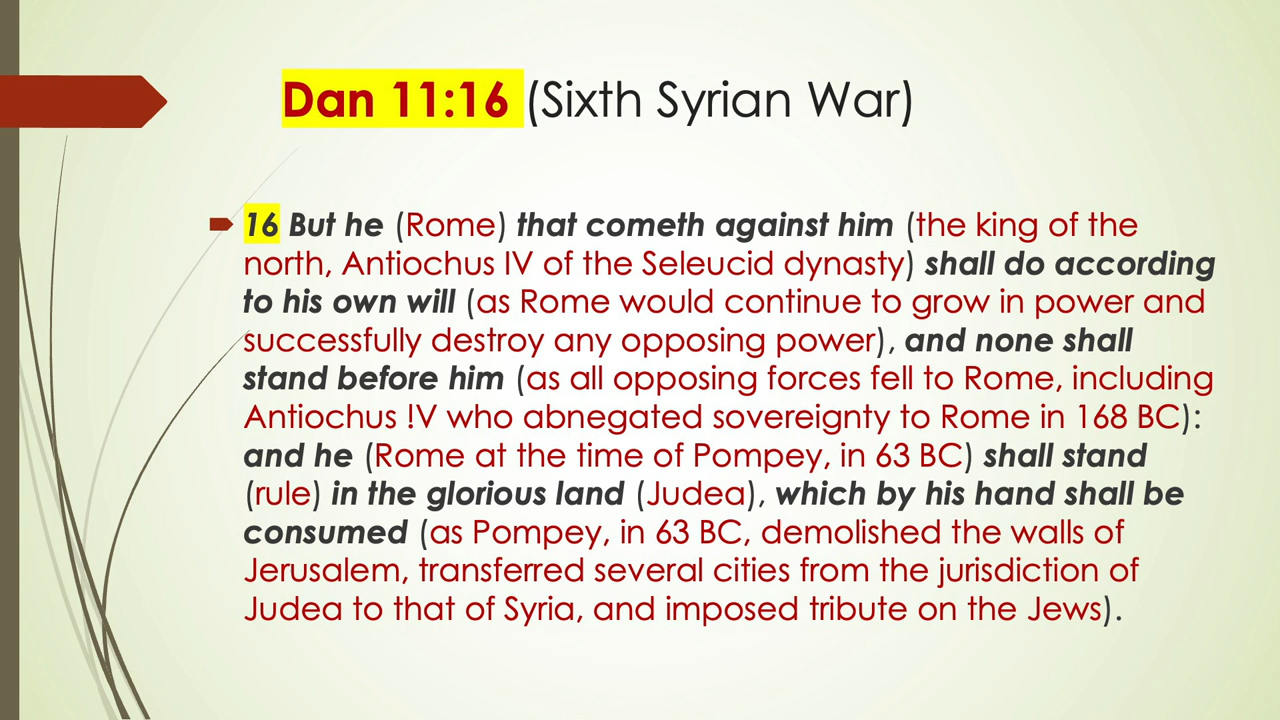 Dan 11:16 (Sixth Syrian War)
16 But he (Rome) that cometh against him (the king of the
north, Antiochus IV of the Seleucid dynasty) shall do according
to his own will (as Rome would continue to grow in power and
successfully destroy any opposing power), and none shall
stand before him (as all opposing forces fell to Rome, including
Antiochus !V who abnegated sovereignty to Rome in 168 BC):
and he (Rome at the time of Pompey, in 63 BC) shall stand
(rule) in the glorious land (Judea), which by his hand shall be
consumed (as Pompey, in 63 BC, demolished the walls of
Jerusalem, transferred several cities from the jurisdiction of
Judea to that of Syria, and imposed tribute on the Jews).